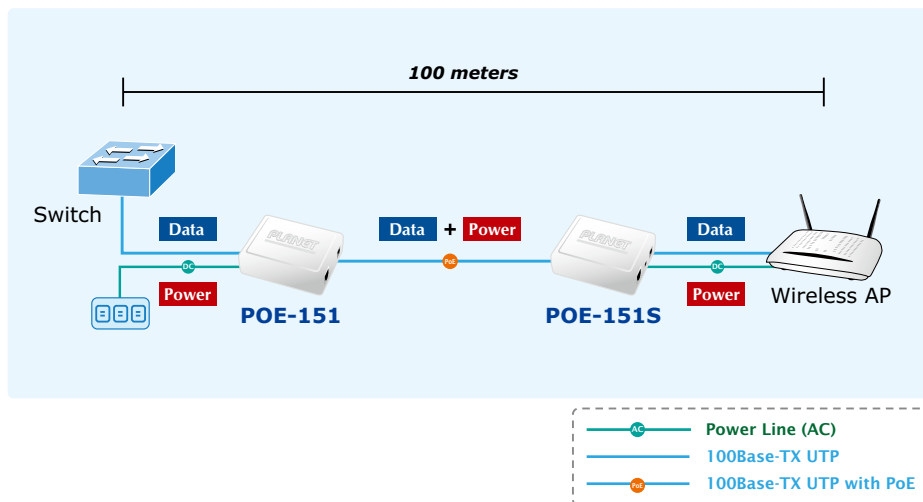 100 meters
Switch
Data
Data + Power
Data
PLANET
PLANET
DC
PoE
DC
Power
Power
POE-151
POE-151S
Wireless AP
AC Power Line (AC)
100Base-TX UTP
PoE 100Base-TX UTP with PoE